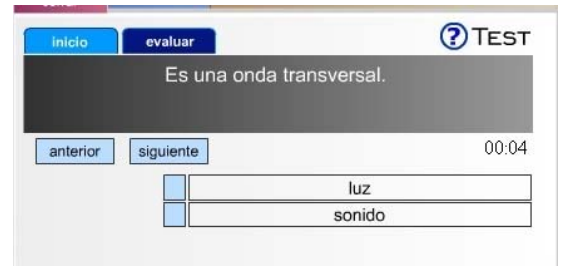 inicio
evaluar
? TEST
Es una onda transversal.
anterior
siguiente
00:04
luz
sonido